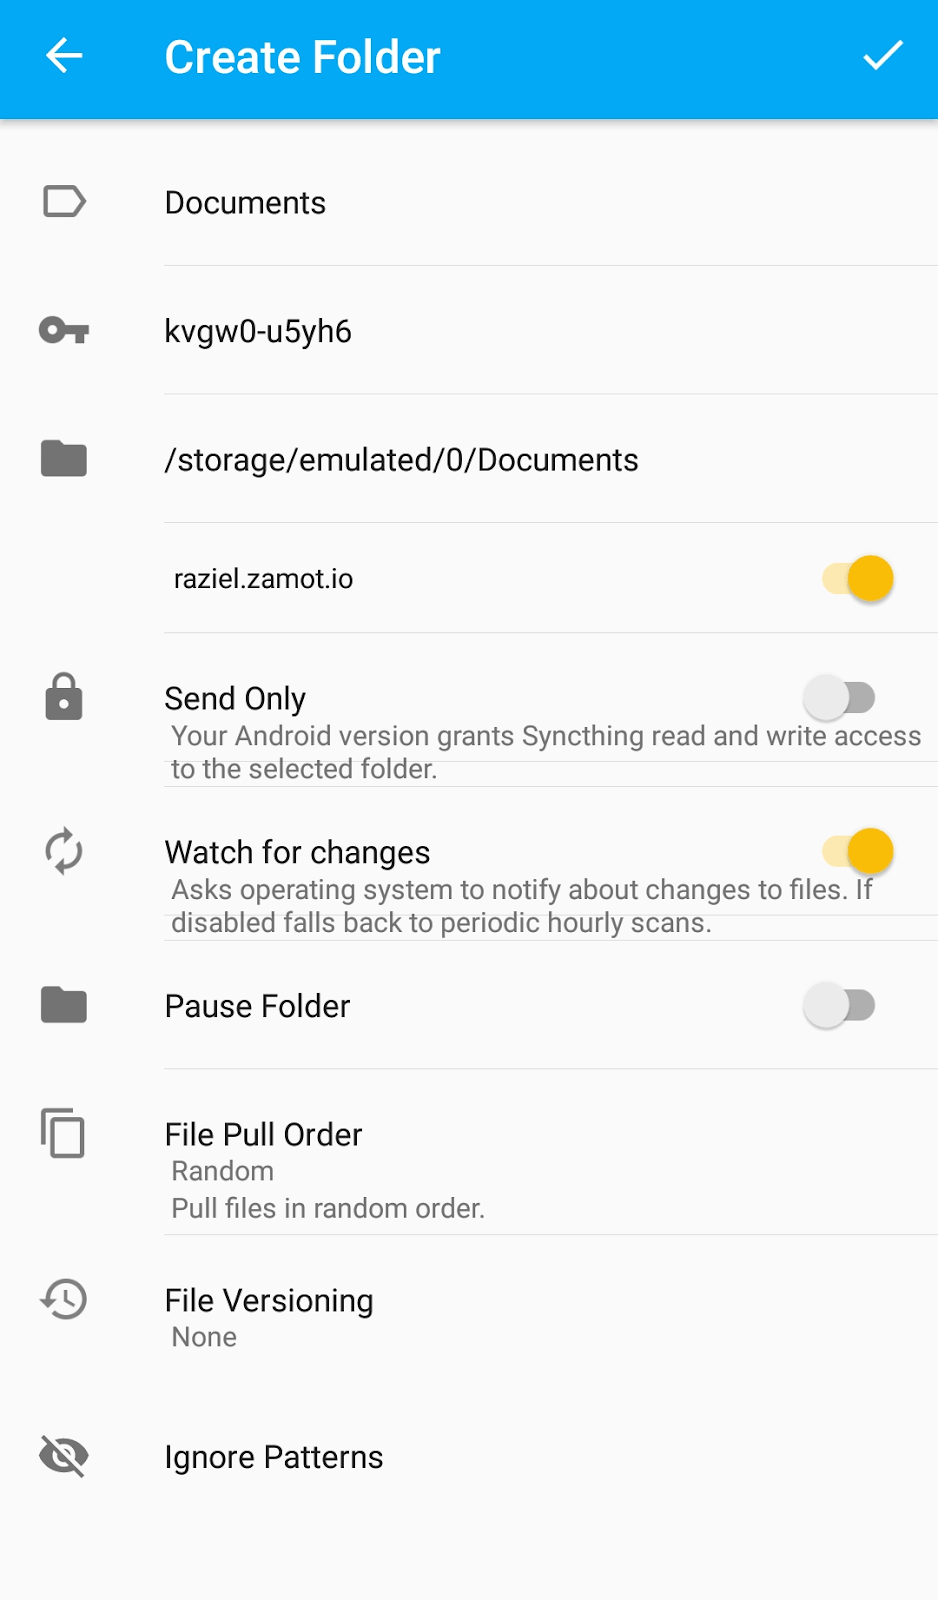 Create Folder
Documents
kvgw0-u5yh6
/storage/emulated/0/Documents
raziel.zamot.io
Send Only
Your Android version grants Syncthing read and write access
to the selected folder.
Watch for changes
Asks operating system to notify about changes to files. If
disabled falls back to periodic hourly scans.
Pause Folder
File Pull Order
Random
Pull files in random order.
File Versioning
None
Ignore Patterns